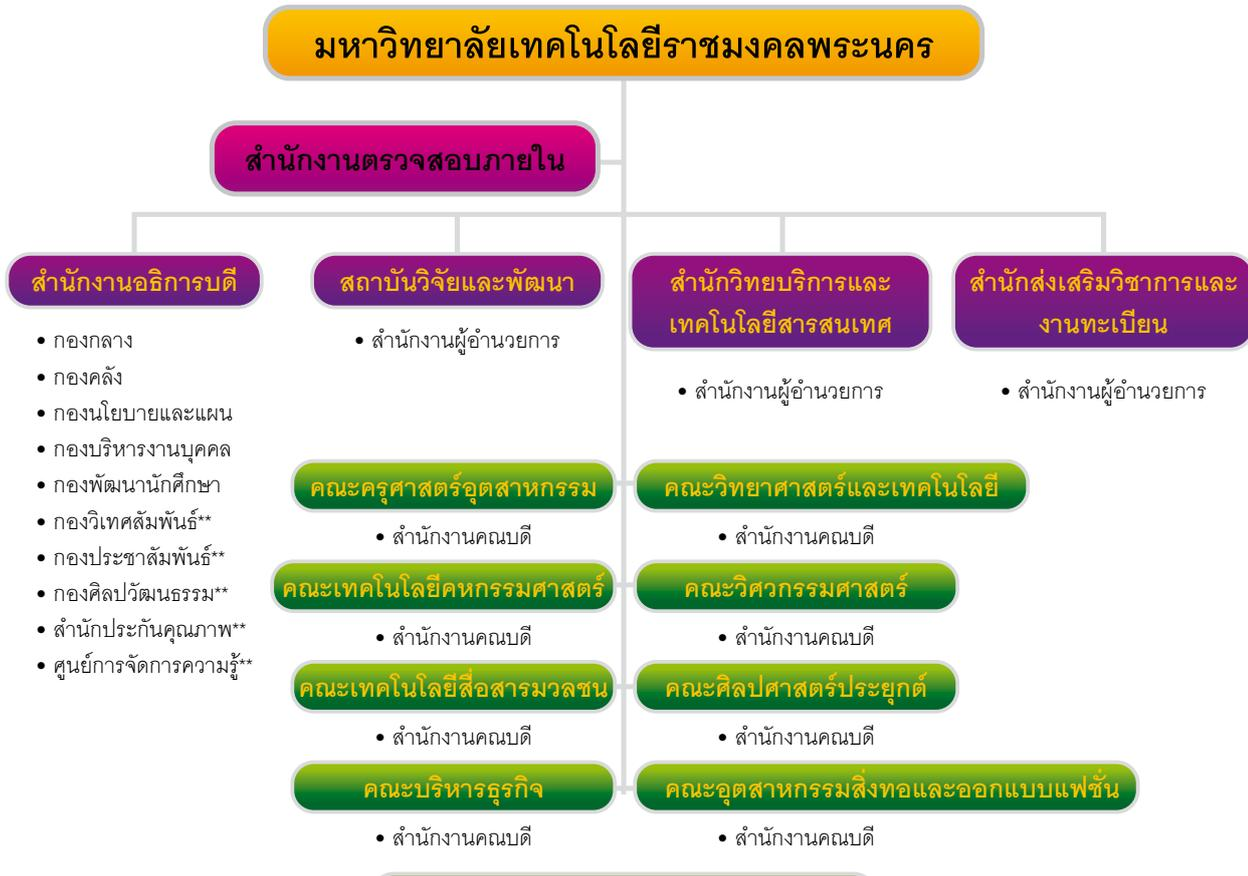 มหาวิทยาลัยเทคโนโลยีราชมงคลพระนคร
สำนักงานตรวจสอบภายใน
สำนักงานอธิการบดี
• กองกลาง
• กองคลัง
• กองนโยบายและแผน
• กองบริหารงานบุคคล
• กองพัฒนานักศึกษา
• กองวิเทศสัมพันธ์**
• กองประชาสัมพันธ์**
• กองศิลปวัฒนธรรม**
• สำนักประกันคุณภาพ**
• ศูนย์การจัดการความรู้**
สถาบันวิจัยและพัฒนา
• สำนักงานผู้อำนวยการ
สำนักวิทยบริการและ
เทคโนโลยีสารสนเทศ
• สำนักงานผู้อำนวยการ
สำนักส่งเสริมวิชาการและ
งานทะเบียน
• สำนักงานผู้อำนวยการ
คณะครุศาสตร์อุตสาหกรรม
• สำนักงานคณบดี
คณะวิทยาศาสตร์และเทคโนโลยี
• สำนักงานคณบดี
คณะเทคโนโลยีคหกรรมศาสตร์
• สำนักงานคณบดี
คณะวิศวกรรมศาสตร์
• สำนักงานคณบดี
คณะเทคโนโลยีสื่อสารมวลชน
• สำนักงานคณบดี
คณะศิลปศาสตร์ประยุกต์
• สำนักงานคณบดี
คณะบริหารธุรกิจ
• สำนักงานคณบดี
คณะอุตสาหกรรมสิ่งทอและออกแบบแฟชั่น
• สำนักงานคณบดี